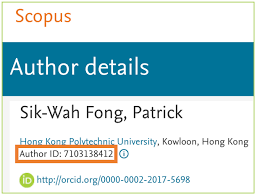 Scopus
Author details
Sik-Wah Fong, Patrick
Hong Kong Polytechnic University, Kowloon, Hong Kong
Author ID: 7103138412
iD http://orcid.org/0000-0002-2017-5698